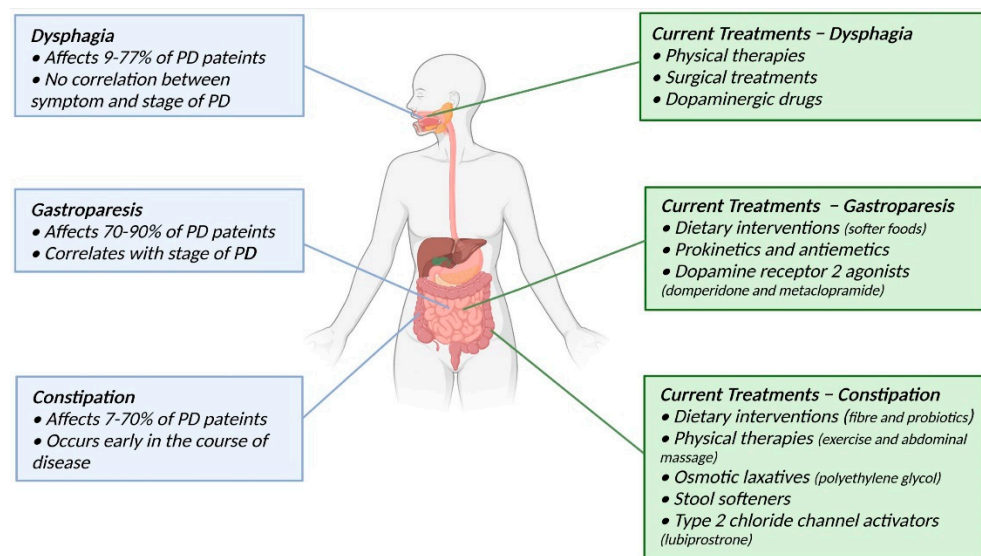 Dysphagia
• Affects 9-77% of PD pateints
• No correlation between
symptom and stage of PD
Gastroparesis
• Affects 70-90% of PD pateints
• Correlates with stage of PD
Constipation
• Affects 7-70% of PD pateints
• Occurs early in the course of
disease
Current Treatments – Dysphagia
• Physical therapies
• Surgical treatments
• Dopaminergic drugs
Current Treatments – Gastroparesis
• Dietary interventions (softer foods)
• Prokinetics and antiemetics
• Dopamine receptor 2 agonists
(domperidone and metaclopramide)
Current Treatments – Constipation
• Dietary interventions (fibre and probiotics)
• Physical therapies (exercise and abdominal
massage)
• Osmotic laxatives (polyethylene glycol)
• Stool softeners
• Type 2 chloride channel activators
(lubiprostrone)